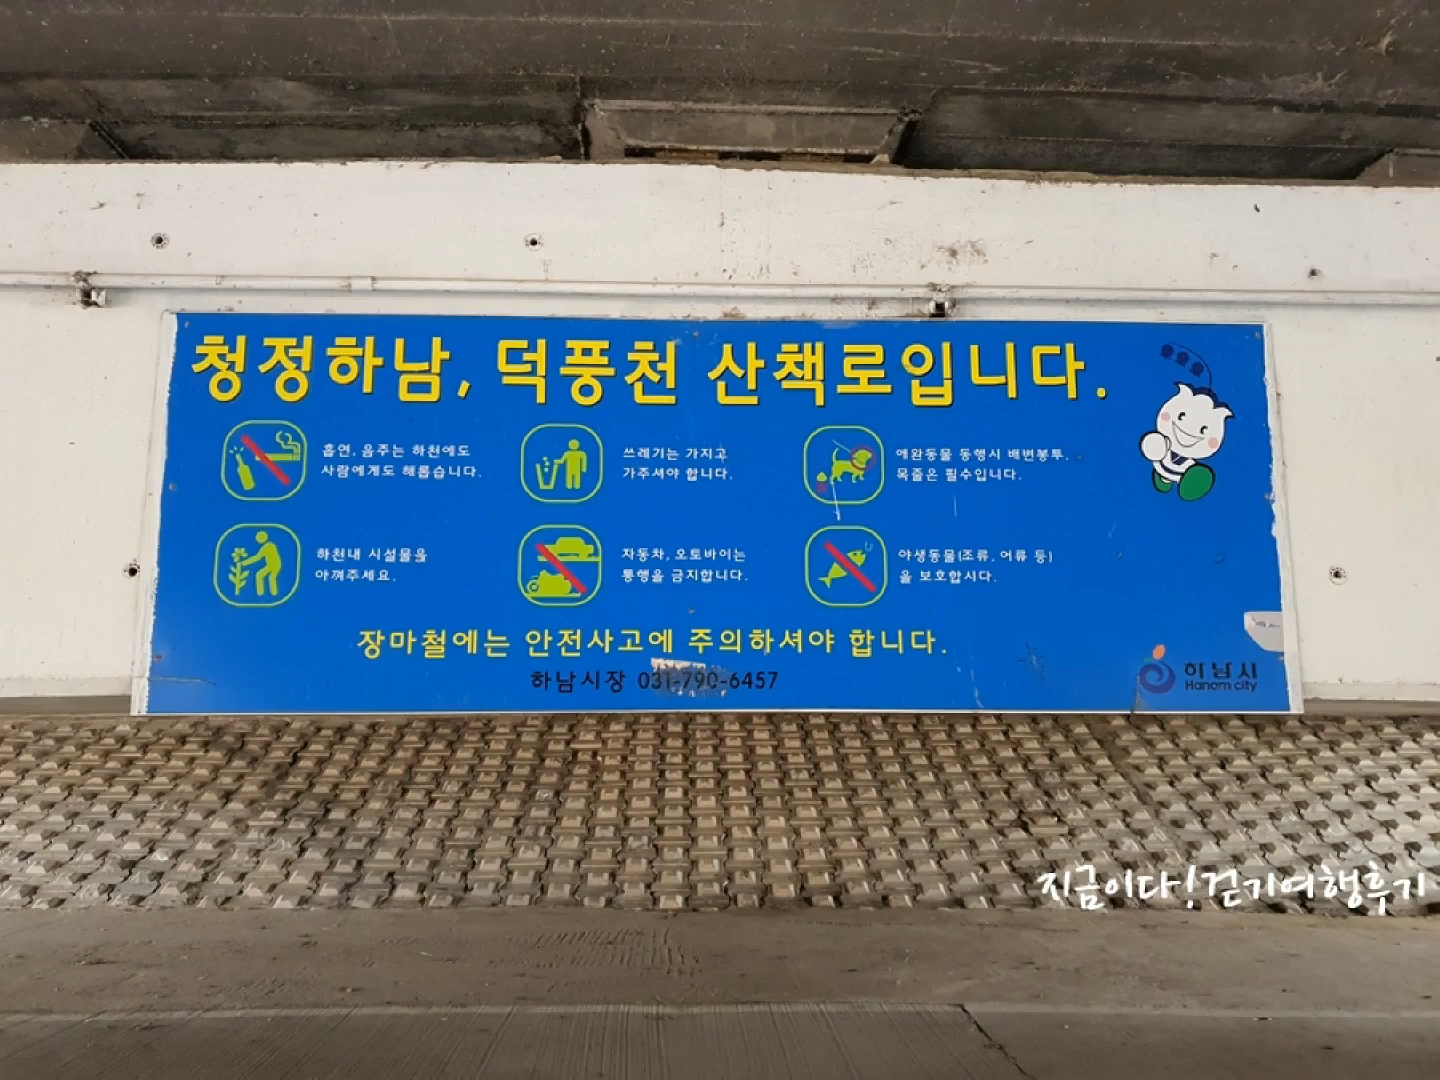 청정하남, 덕풍천 산책로입니다.
흡연, 음주는 하천에도
사람에게도 해롭습니다.
쓰레기는 가지고
가주셔야 합니다.
애완동물 동행시 배변봉투,
목줄은 필수입니다.
하천내 시설물을
아껴주세요.
자동차, 오토바이는
통행을 금지합니다.
야생동물(조류, 어류 등)
을 보호합시다.
장마철에는 안전사고에 주의하셔야 합니다.
하남시장 031-790-6457
하남시
Hanam city
지금이다!걷기여행후기